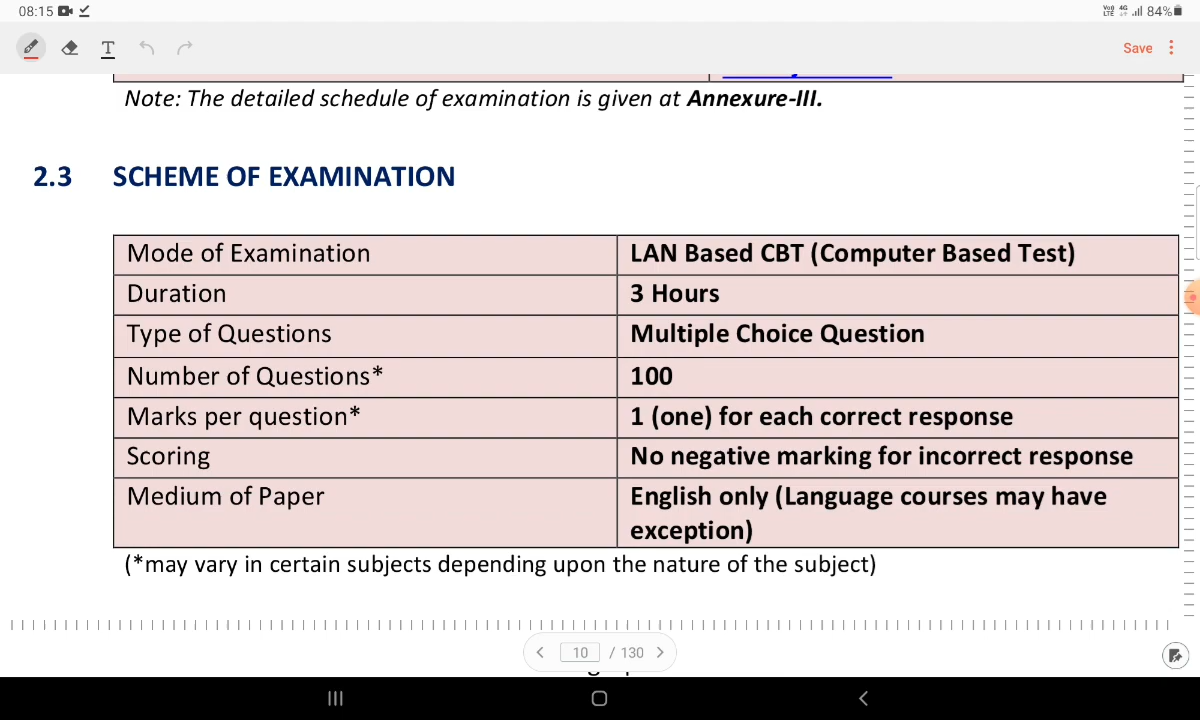 08:15
Vo) 4G LTE 84%
T Save
Note: The detailed schedule of examination is given at Annexure-III.
2.3 SCHEME OF EXAMINATION
Mode of Examination LAN Based CBT (Computer Based Test)
Duration 3 Hours
Type of Questions Multiple Choice Question
Number of Questions* 100
Marks per question* 1 (one) for each correct response
Scoring No negative marking for incorrect response
Medium of Paper English only (Language courses may have
exception)
(*may vary in certain subjects depending upon the nature of the subject)
10 / 130